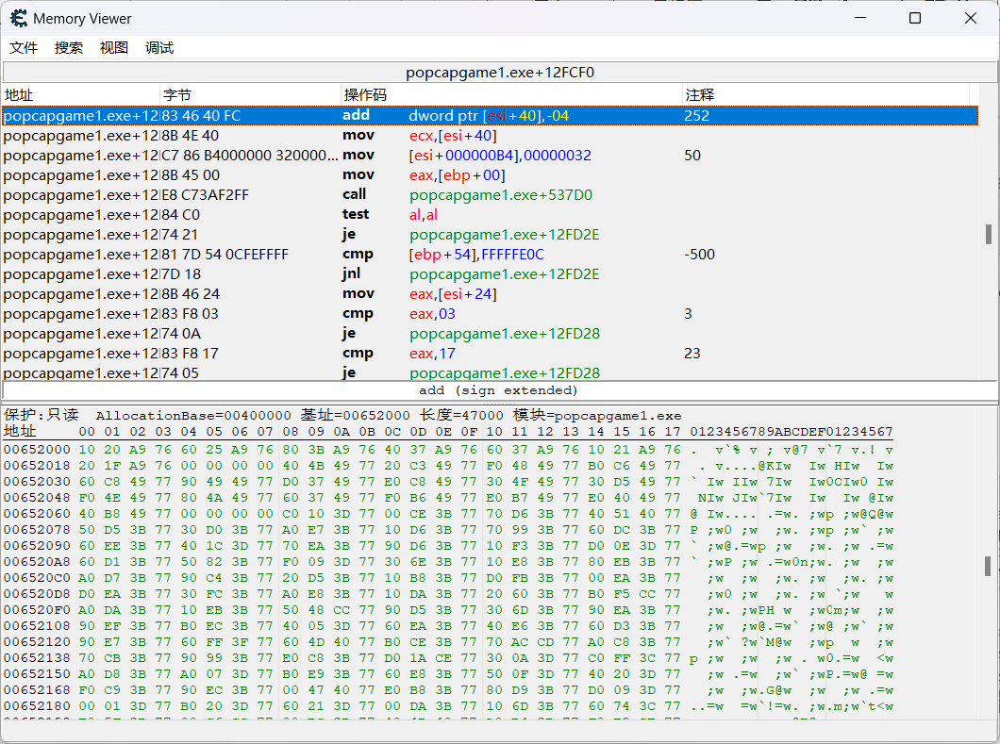 Memory Viewer
文件 搜索 视图 调试
popcapgame1.exe+12FCF0
地址 字节 操作码 注释
popcapgame1.exe+12 83 46 40 FC add dword ptr [esi+40],-04 252
popcapgame1.exe+12 8B 4E 40 mov ecx,[esi+40]
popcapgame1.exe+12 C7 86 B4000000 320000... mov [esi+000000B4],00000032 50
popcapgame1.exe+12 8B 45 00 mov eax,[ebp+00]
popcapgame1.exe+12 E8 C73AF2FF call popcapgame1.exe+537D0
popcapgame1.exe+12 84 C0 test al,al
popcapgame1.exe+12 74 21 je popcapgame1.exe+12FD2E
popcapgame1.exe+12 81 7D 54 0CFEFFFF cmp [ebp+54],FFFFFE0C -500
popcapgame1.exe+12 7D 18 jnl popcapgame1.exe+12FD2E
popcapgame1.exe+12 8B 46 24 mov eax,[esi+24]
popcapgame1.exe+12 83 F8 03 cmp eax,03 3
popcapgame1.exe+12 74 0A je popcapgame1.exe+12FD28
popcapgame1.exe+12 83 F8 17 cmp eax,17 23
popcapgame1.exe+12 74 05 je popcapgame1.exe+12FD28
add (sign extended)
保护:只读 AllocationBase=00400000 基址=00652000 长度=47000 模块=popcapgame1.exe
地址 00 01 02 03 04 05 06 07 08 09 0A 0B 0C 0D 0E 0F 10 11 12 13 14 15 16 17 0123456789ABCDEF01234567
00652000 10 20 A9 76 60 25 A9 76 80 3B A9 76 40 37 A9 76 60 37 A9 76 10 21 A9 76
00652018 20 1F A9 76 00 00 00 00 40 4B 49 77 20 C3 49 77 F0 48 49 77 B0 C6 49 77
00652030 60 C8 49 77 90 49 49 77 D0 37 49 77 E0 C8 49 77 30 4F 49 77 30 D5 49 77
00652048 F0 4E 49 77 80 4A 49 77 60 37 49 77 F0 B6 49 77 E0 B7 49 77 E0 40 49 77
00652060 40 B8 49 77 00 00 00 00 C0 10 3D 77 00 CE 3B 77 70 D6 3B 77 40 51 40 77
00652078 50 D5 3B 77 30 D0 3B 77 A0 E7 3B 77 10 D6 3B 77 70 99 3B 77 60 DC 3B 77
00652090 60 EE 3B 77 40 1C 3D 77 70 EA 3B 77 90 D6 3B 77 10 F3 3B 77 D0 0E 3D 77
006520A8 60 D1 3B 77 50 82 3B 77 F0 09 3D 77 30 6E 3B 77 10 E8 3B 77 80 EB 3B 77
006520C0 A0 D7 3B 77 90 C4 3B 77 20 D5 3B 77 10 B8 3B 77 D0 FB 3B 77 00 EA 3B 77
006520D8 D0 EA 3B 77 30 FC 3B 77 A0 E8 3B 77 10 DA 3B 77 20 60 3B 77 B0 F5 CC 77
006520F0 A0 DA 3B 77 10 EB 3B 77 50 48 CC 77 90 D5 3B 77 30 6D 3B 77 90 EA 3B 77
00652108 90 EF 3B 77 B0 EC 3B 77 40 05 3D 77 60 EA 3B 77 40 E6 3B 77 60 D3 3B 77
00652120 90 E7 3B 77 60 FF 3F 77 60 4D 40 77 B0 CE 3B 77 70 AC CD 77 A0 C8 3B 77
00652138 70 CB 3B 77 90 99 3B 77 E0 C8 3B 77 D0 1A CE 77 30 0A 3D 77 C0 FF 3C 77
00652150 A0 D8 3B 77 A0 07 3D 77 B0 E9 3B 77 60 E8 3B 77 50 0F 3D 77 40 20 3D 77
00652168 F0 C9 3B 77 90 EC 3B 77 00 47 40 77 E0 B8 3B 77 80 D9 3B 77 D0 09 3D 77
00652180 00 01 3D 77 B0 20 3D 77 60 21 3D 77 00 DA 3B 77 10 6D 3B 77 60 74 3C 77